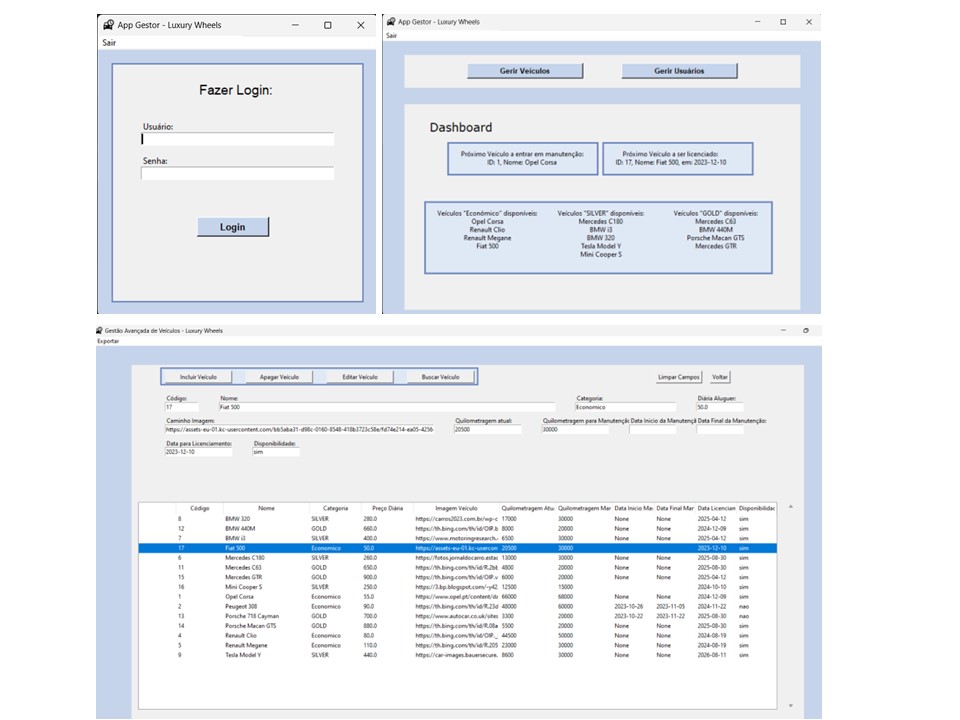 App Gestor - Luxury Wheels
Sair
Fazer Login:
Usuário:
Senha:
Login
App Gestor - Luxury Wheels
Sair
Gerir Veículos
Gerir Usuários
Dashboard
Próximo Veículo a entrar em manutenção:
ID: 1, Nome: Opel Corsa
Próximo Veículo a ser licenciado:
ID: 17, Nome: Fiat 500, em: 2023-12-10
Veículos "Económico" disponíveis:
Opel Corsa
Renault Clio
Renault Megane
Fiat 500
Veículos "SILVER" disponíveis:
Mercedes C180
BMW i3
BMW 320
Tesla Model Y
Mini Cooper S
Veículos "GOLD" disponíveis:
Mercedes C63
BMW 440M
Porsche Macan GTS
Mercedes GTR
Gestão Avançada de Veículos - Luxury Wheels
Exportar
Incluir Veículo Apagar Veículo Editar Veículo Buscar Veículo Limpar Campos Voltar
Código: Nome: Categoria: Diária Aluguer:
17 Fiat 500 Economico 50.0
Caminho Imagem: Quilometragem atual: Quilometragem para Manutenção: Data Inicio da Manutençã Data Final da Manutenção:
20500 30000
Data para Licenciamento: Disponibilidade:
2023-12-10 sim
Código Nome Categoria Preço Diária Imagem Veículo Quilometragem Atu Quilometragem Mar Data Inicio Ma Data Final Mar Data Licencian Disponibilidac
8 BMW 320 SILVER 280.0 https://carros2023.com.br/wp-c 17000 30000 None None 2025-04-12 sim
12 BMW 440M GOLD 660.0 https://th.bing.com/th/id/OIP.b 8000 20000 None None 2024-12-09 sim
7 BMW i3 SILVER 400.0 https://www.motoringresearch. 6500 30000 None None 2025-04-12 sim
17 Fiat 500 Economico 50.0 https://assets-eu-01.kc-usercon 20500 30000 2023-12-10 sim
6 Mercedes C180 SILVER 260.0 https://fotos.jornaldocarro.estac 13000 30000 None None 2025-08-30 sim
11 Mercedes C63 GOLD 650.0 https://th.bing.com/th/id/R.2b 4800 20000 None None 2025-08-30 sim
15 Mercedes GTR GOLD 900.0 https://th.bing.com/th/id/OIP.v 6000 20000 None None 2025-04-12 sim
16 Mini Cooper S SILVER 250.0 https://3.bp.blogspot.com/-y42 12500 15000 2024-10-10 sim
1 Opel Corsa Economico 55.0 https://www.opel.pt/content/da 66000 68000 None None 2024-12-09 sim
2 Peugeot 308 Economico 90.0 https://th.bing.com/th/id/R.23d 48000 60000 2023-10-26 2023-11-05 2024-11-22 nao
13 Porsche 718 Cayman GOLD 700.0 https://www.autocar.co.uk/sites 3300 20000 2023-10-22 2023-11-22 2025-08-30 nao
14 Porsche Macan GTS GOLD 880.0 https://th.bing.com/th/id/R.08a 5500 20000 None None 2025-08-30 sim
4 Renault Clio Economico 80.0 https://th.bing.com/th/id/OIP._ 44500 50000 None None 2024-08-19 sim
5 Renault Megane Economico 110.0 https://th.bing.com/th/id/R.205 23000 30000 None None 2024-08-19 sim
9 Tesla Model Y SILVER 440.0 https://car-images.bauersecure. 8600 30000 None None 2026-08-11 sim